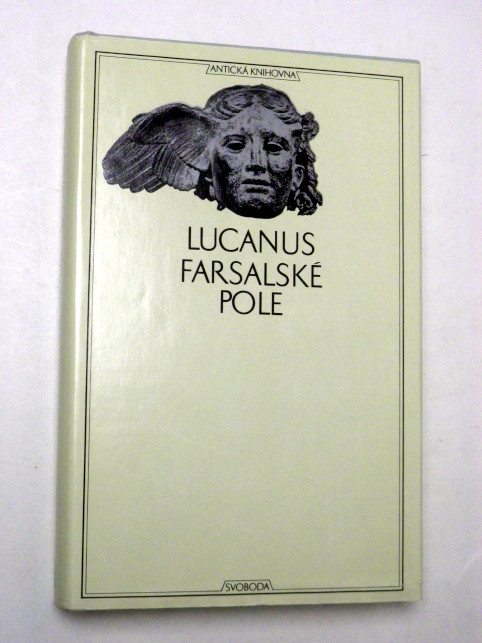 ANTICKÁ KNIHOVNA
LUCANUS
FARSALSKÉ
POLE
SVOBODA